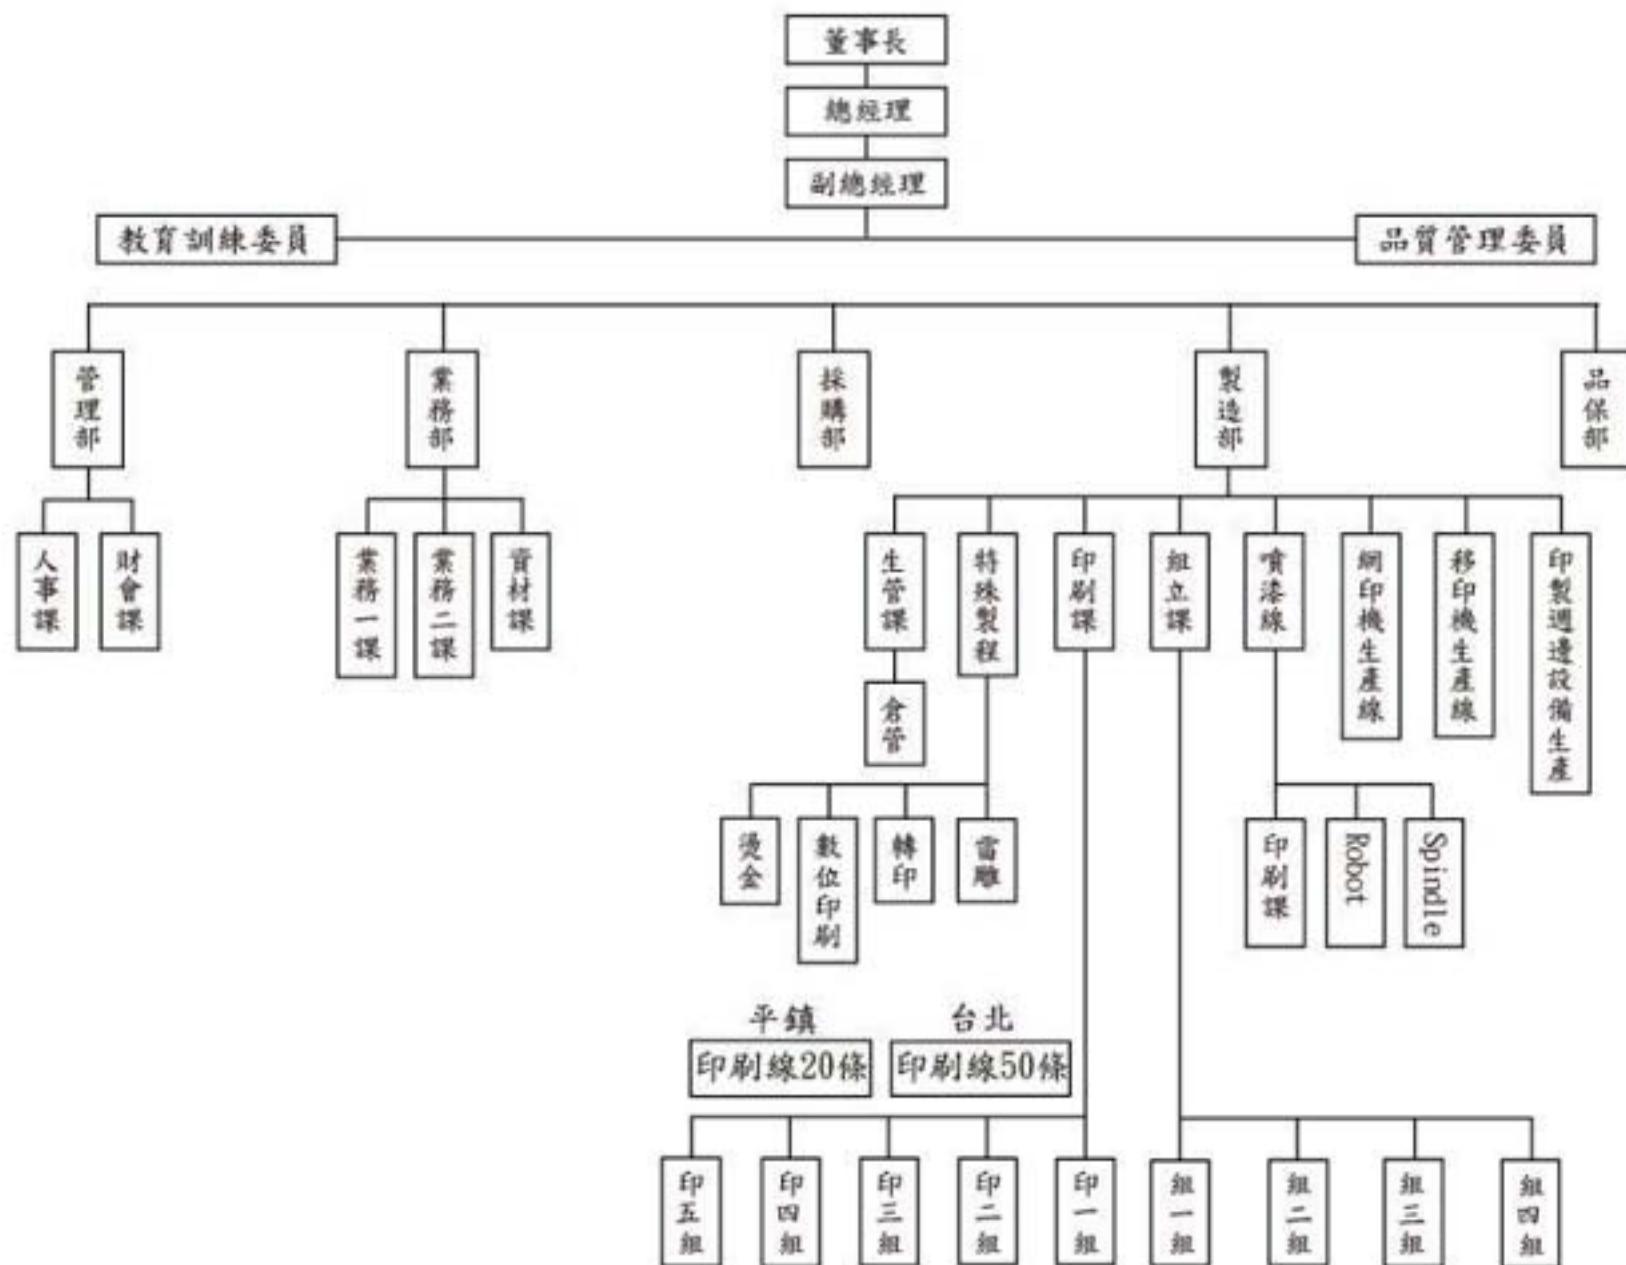 董事長
總經理
副總經理
教育訓練委員
品質管理委員
管理部
業務部
採購部
製造部
品保部
人事課
財會課
業務一課
業務二課
資材課
生管課
特殊製程
印刷課
組立課
噴漆線
網印機生產線
移印機生產線
印製週邊設備生產
倉管
燙金
數位印刷
轉印
雷雕
印刷課
Robot
Spindle
平鎮
台北
印刷線20條
印刷線50條
印五組
印四組
印三組
印二組
印一組
組一組
組二組
組三組
組四組